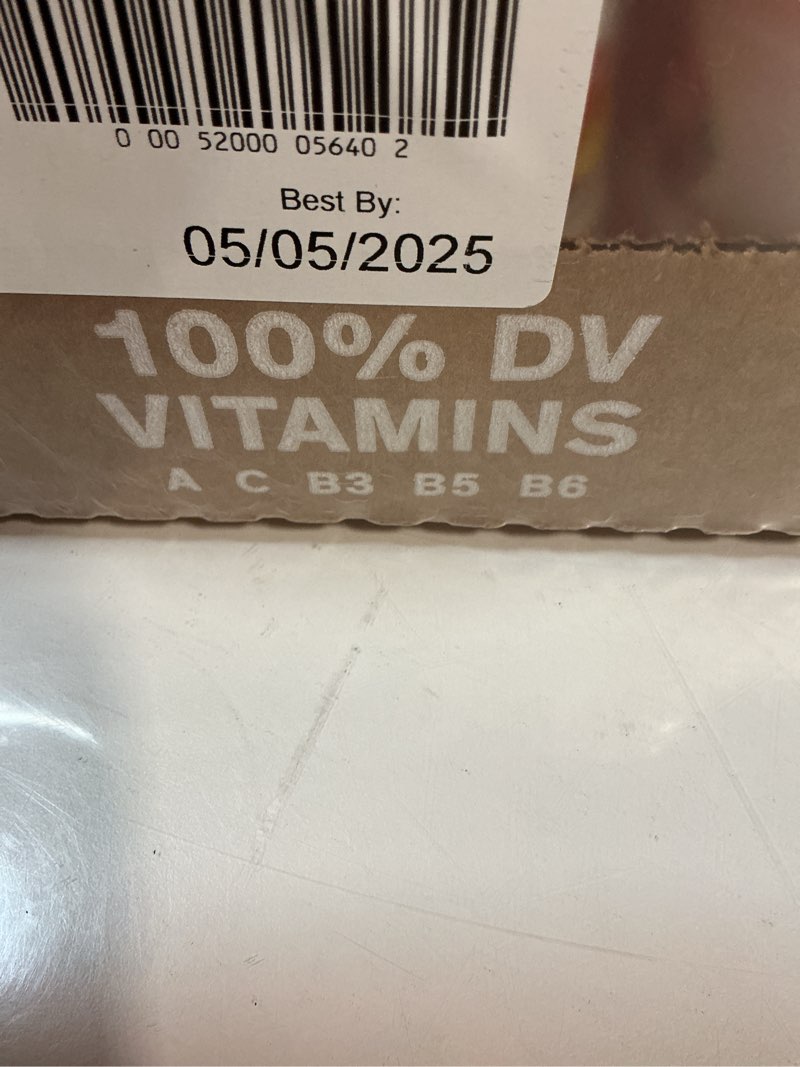 0 00 52000 05640 2
Best By:
05/05/2025
100% DV
VITAMINS
A C B3 B5 B6